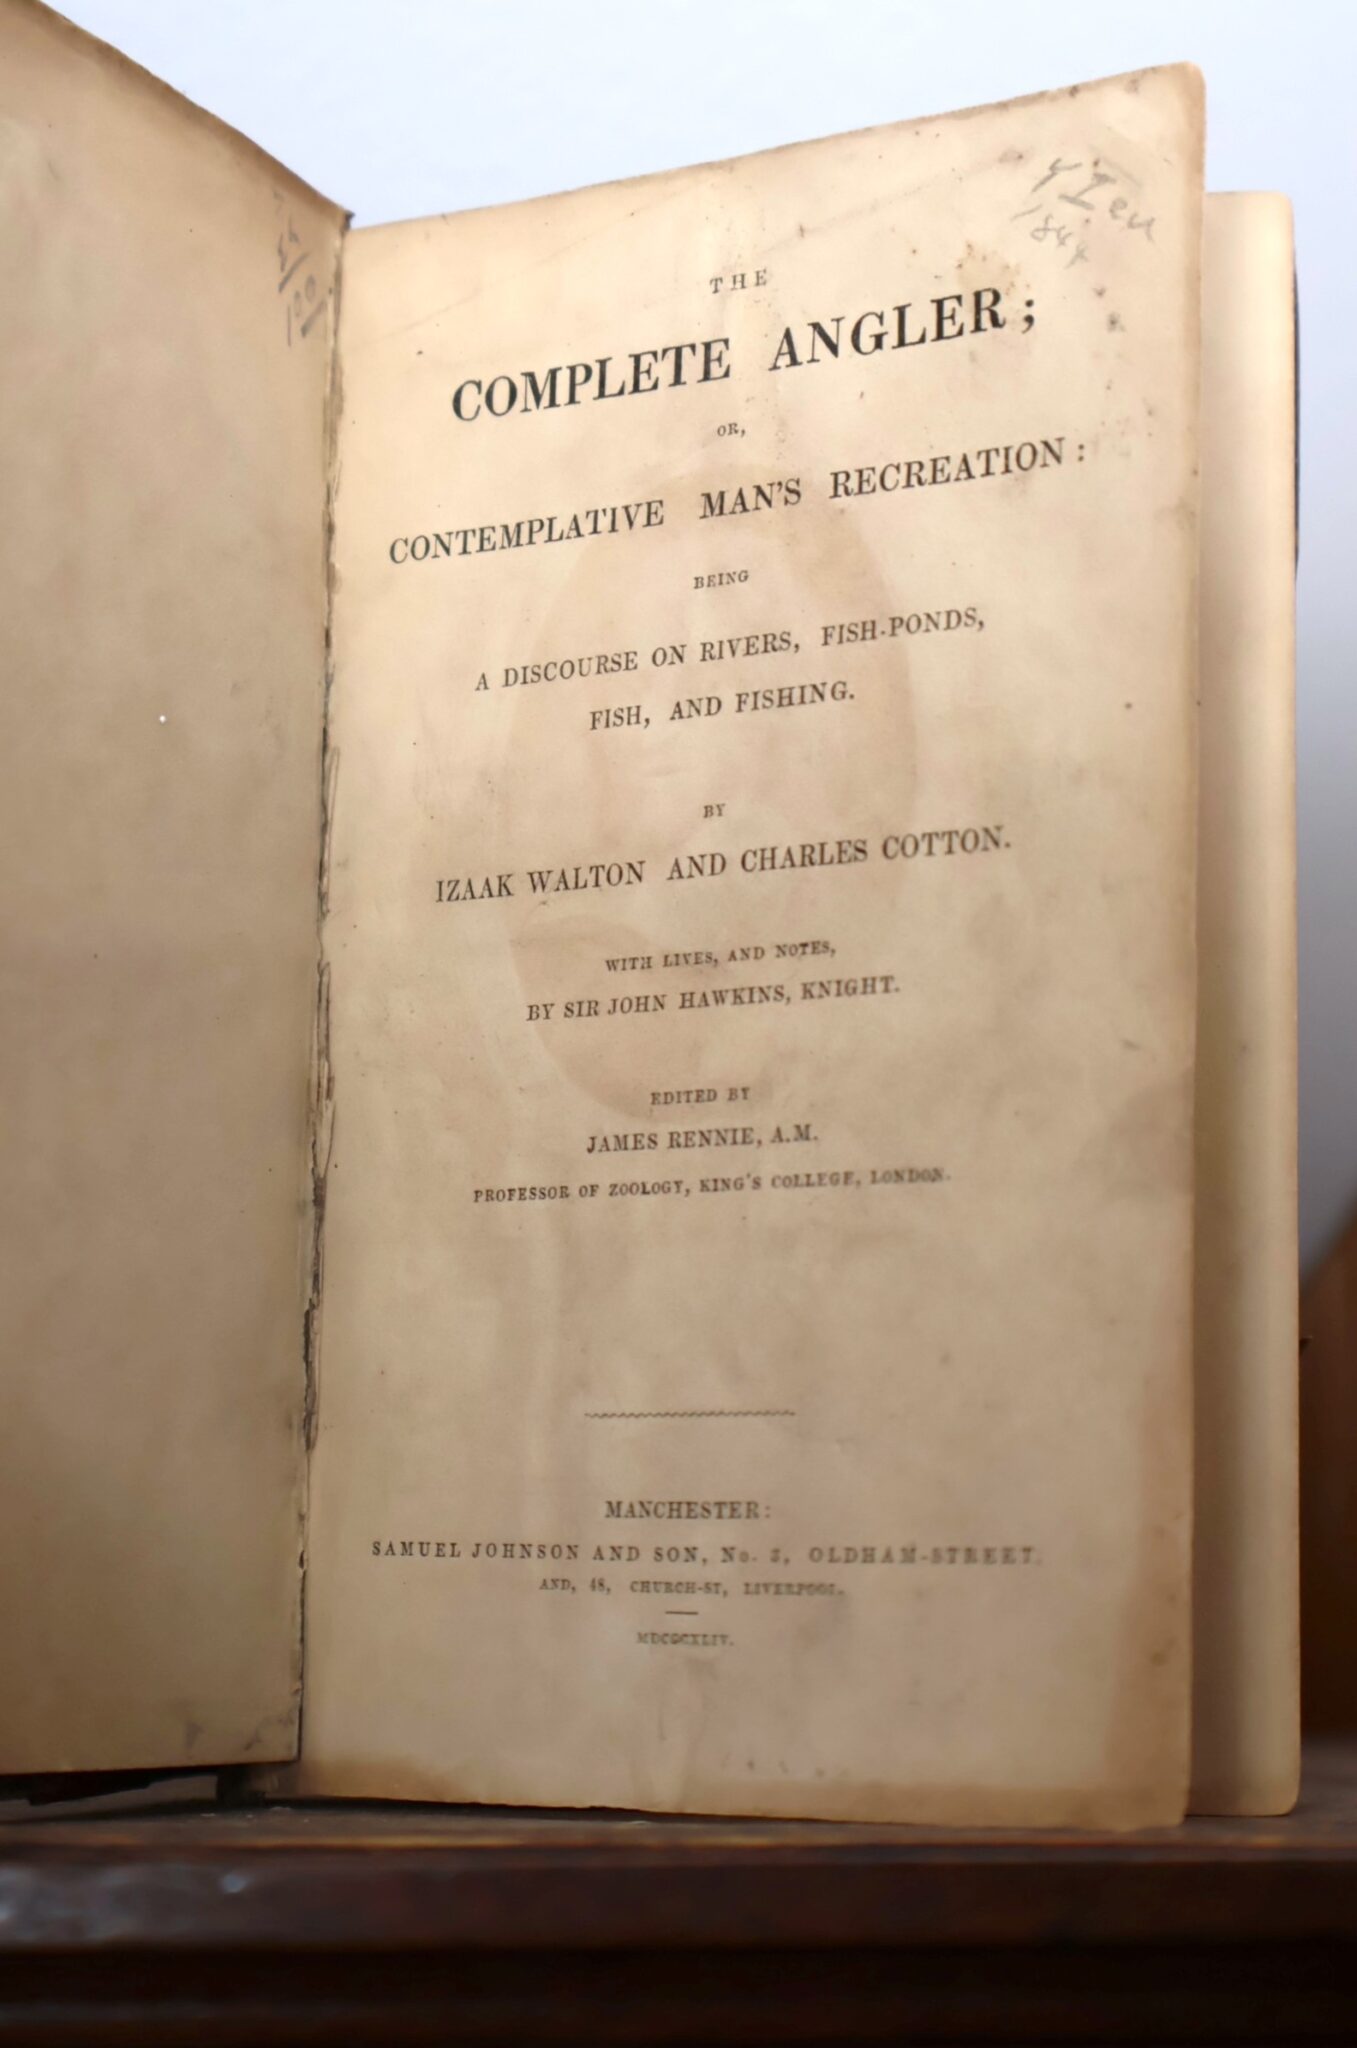 THE
COMPLETE ANGLER;
OR,
CONTEMPLATIVE MAN'S RECREATION:
BEING
A DISCOURSE ON RIVERS, FISH-PONDS,
FISH, AND FISHING.
BY
IZAAK WALTON AND CHARLES COTTON.
WITH LIVES, AND NOTES,
BY SIR JOHN HAWKINS, KNIGHT.
EDITED BY
JAMES RENNIE, A.M.
PROFESSOR OF ZOOLOGY, KING'S COLLEGE, LONDON.
MANCHESTER:
SAMUEL JOHNSON AND SON, No. 3, OLDHAM-STREET
AND, 48, CHURCH-ST, LIVERPOOL.
MDCCCXLIV.
1844